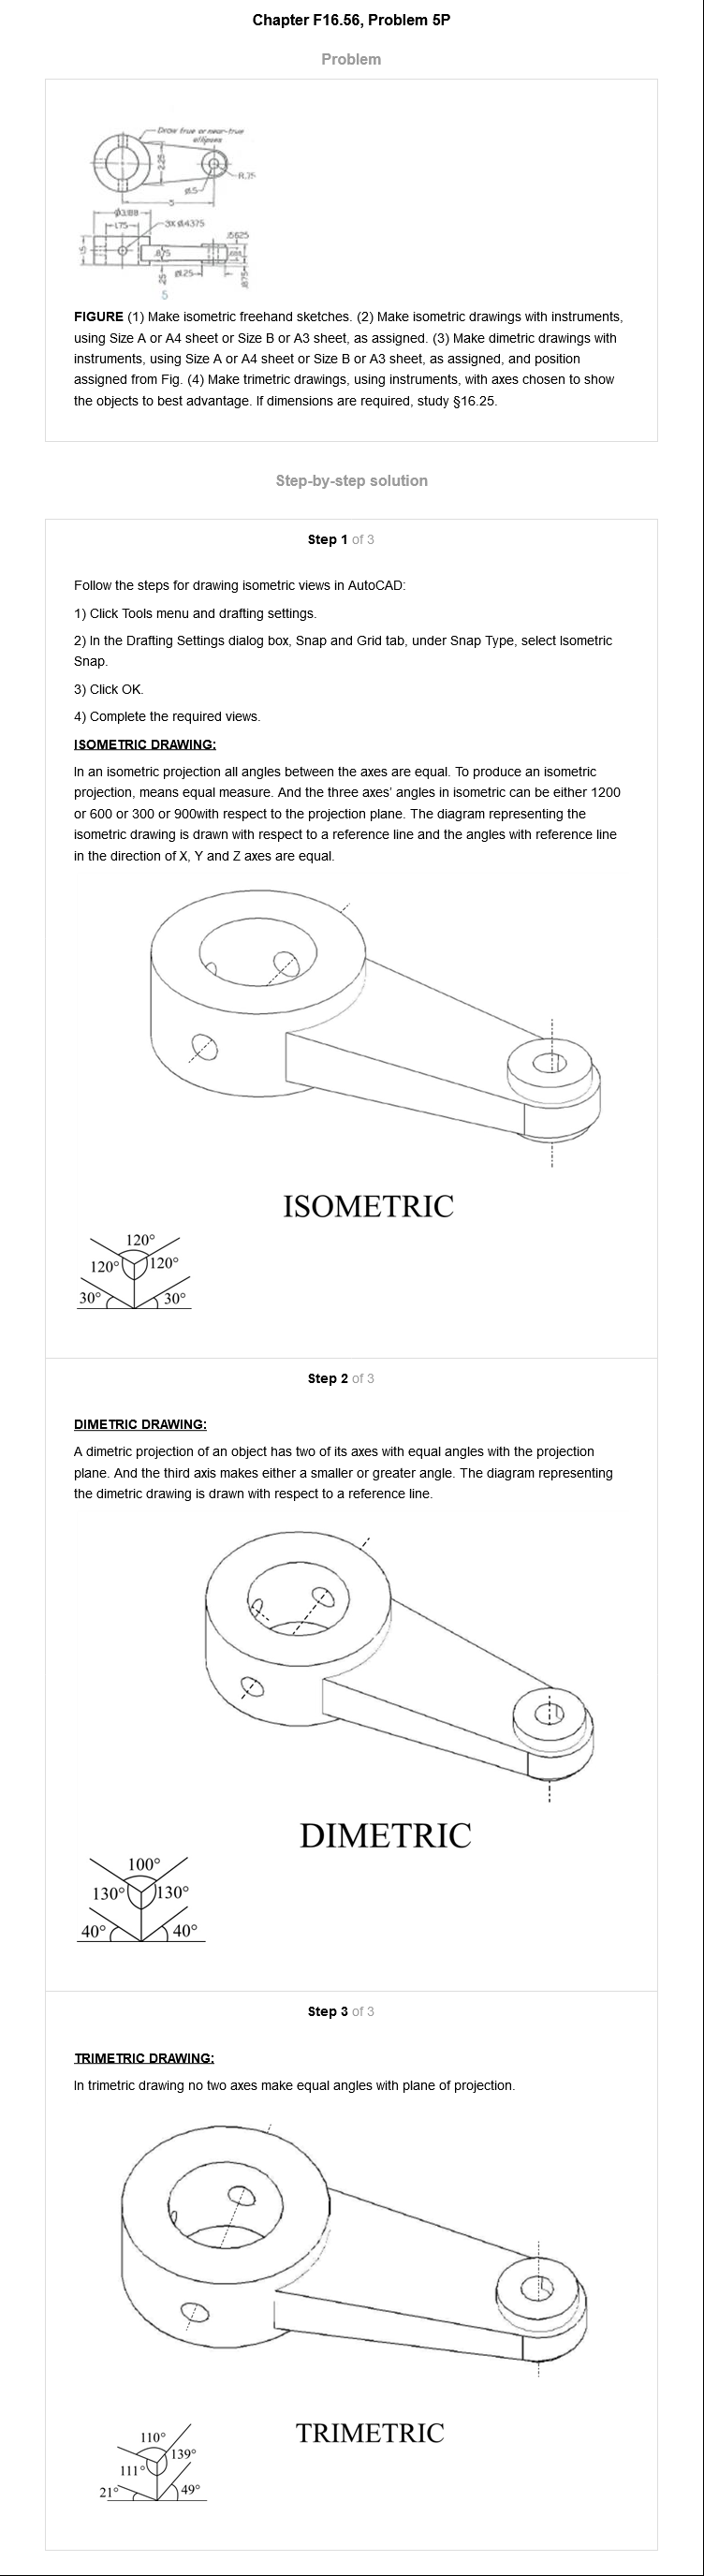 Chapter F16.56, Problem 5P
Problem
Draw true or near-true
ellipses
2.25
R.75
ø.5
5
ø3.188
1.75
3X ø.4375
.5625
1.5
.875
ø1.25
.25
.875
5
FIGURE (1) Make isometric freehand sketches. (2) Make isometric drawings with instruments,
using Size A or A4 sheet or Size B or A3 sheet, as assigned. (3) Make dimetric drawings with
instruments, using Size A or A4 sheet or Size B or A3 sheet, as assigned, and position
assigned from Fig. (4) Make trimetric drawings, using instruments, with axes chosen to show
the objects to best advantage. If dimensions are required, study §16.25.
Step-by-step solution
Step 1 of 3
Follow the steps for drawing isometric views in AutoCAD:
1) Click Tools menu and drafting settings.
2) In the Drafting Settings dialog box, Snap and Grid tab, under Snap Type, select Isometric
Snap.
3) Click OK.
4) Complete the required views.
ISOMETRIC DRAWING:
In an isometric projection all angles between the axes are equal. To produce an isometric
projection, means equal measure. And the three axes' angles in isometric can be either 1200
or 600 or 300 or 900with respect to the projection plane. The diagram representing the
isometric drawing is drawn with respect to a reference line and the angles with reference line
in the direction of X, Y and Z axes are equal.
ISOMETRIC
120°
120° 120°
30° 30°
Step 2 of 3
DIMETRIC DRAWING:
A dimetric projection of an object has two of its axes with equal angles with the projection
plane. And the third axis makes either a smaller or greater angle. The diagram representing
the dimetric drawing is drawn with respect to a reference line.
DIMETRIC
100°
130° 130°
40° 40°
Step 3 of 3
TRIMETRIC DRAWING:
In trimetric drawing no two axes make equal angles with plane of projection.
TRIMETRIC
110°
139°
111°
21° 49°